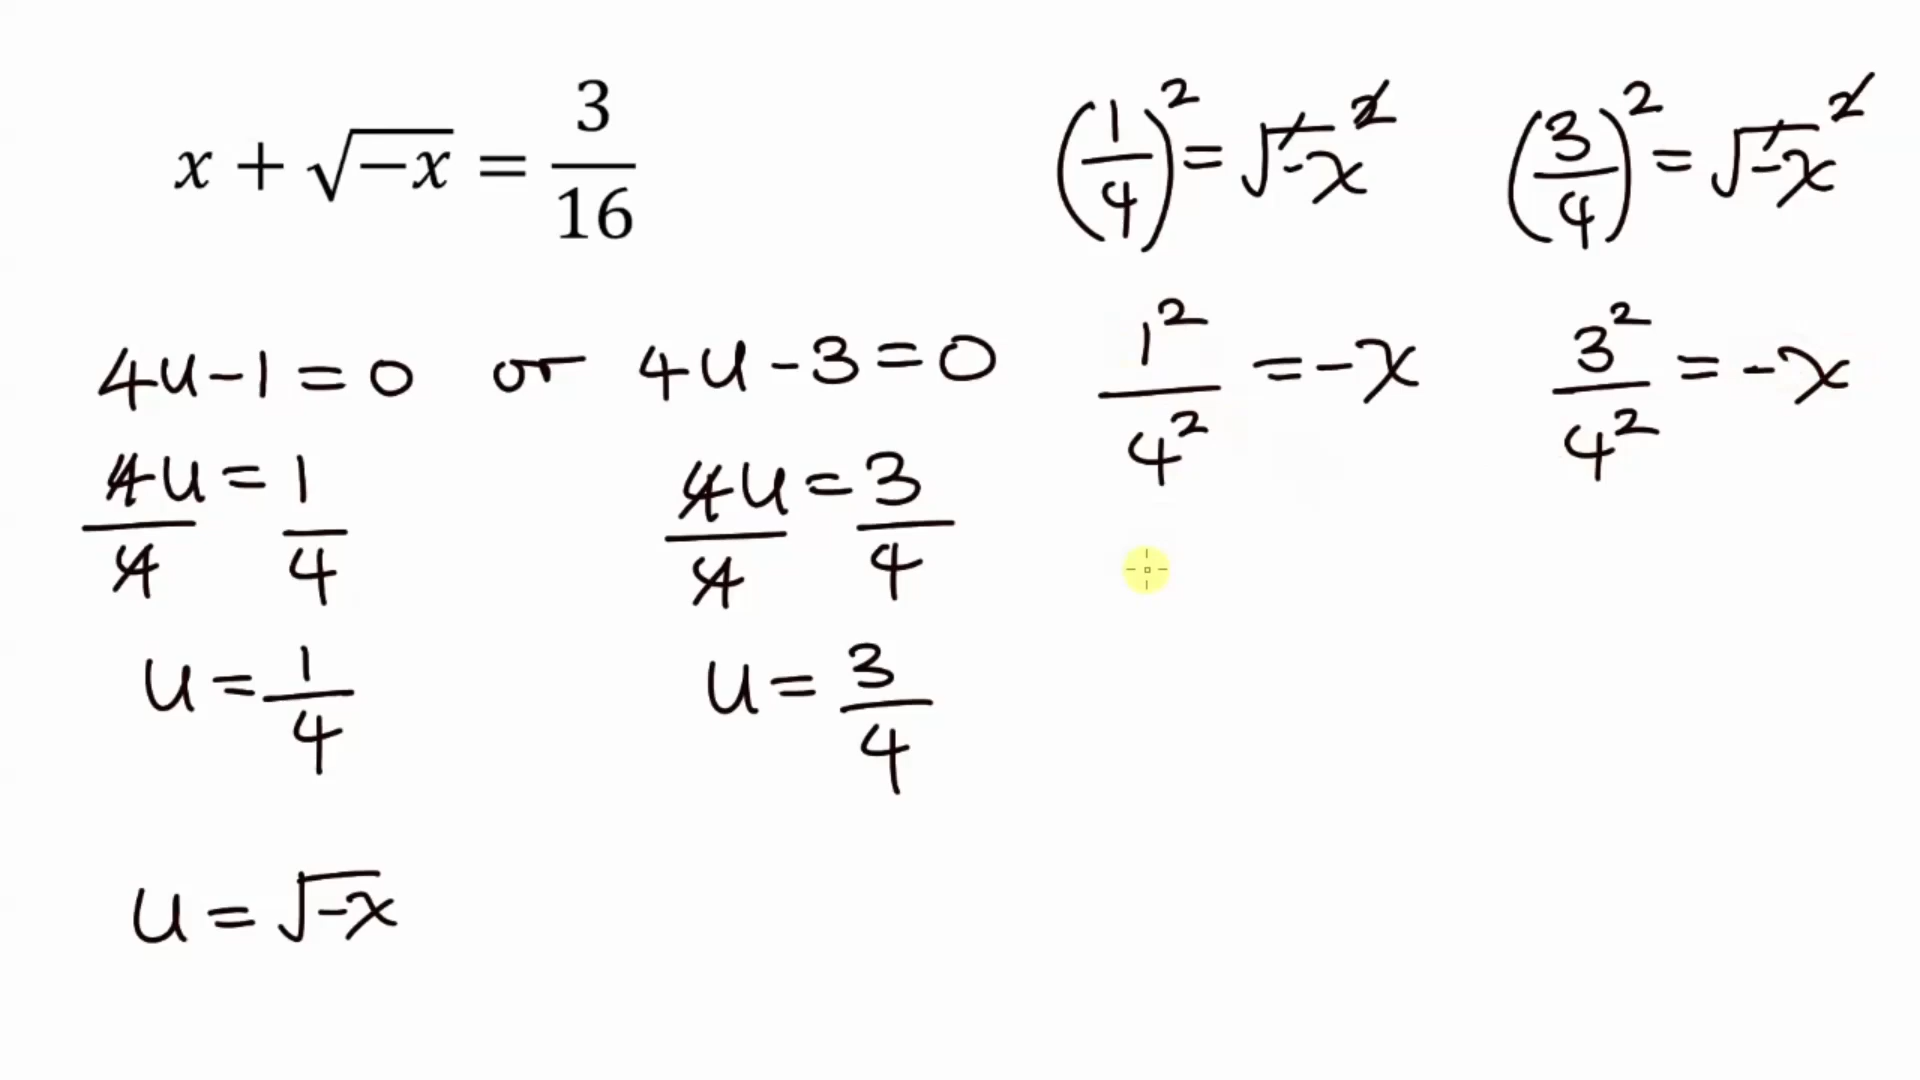 x + √−x = 3/16
4u − 1 = 0 or 4u − 3 = 0
4u/4 = 1/4
u = 1/4
4u/4 = 3/4
u = 3/4
u = √−x
(1/4)² = √−x²
1²/4² = −x
(3/4)² = √−x²
3²/4² = −x